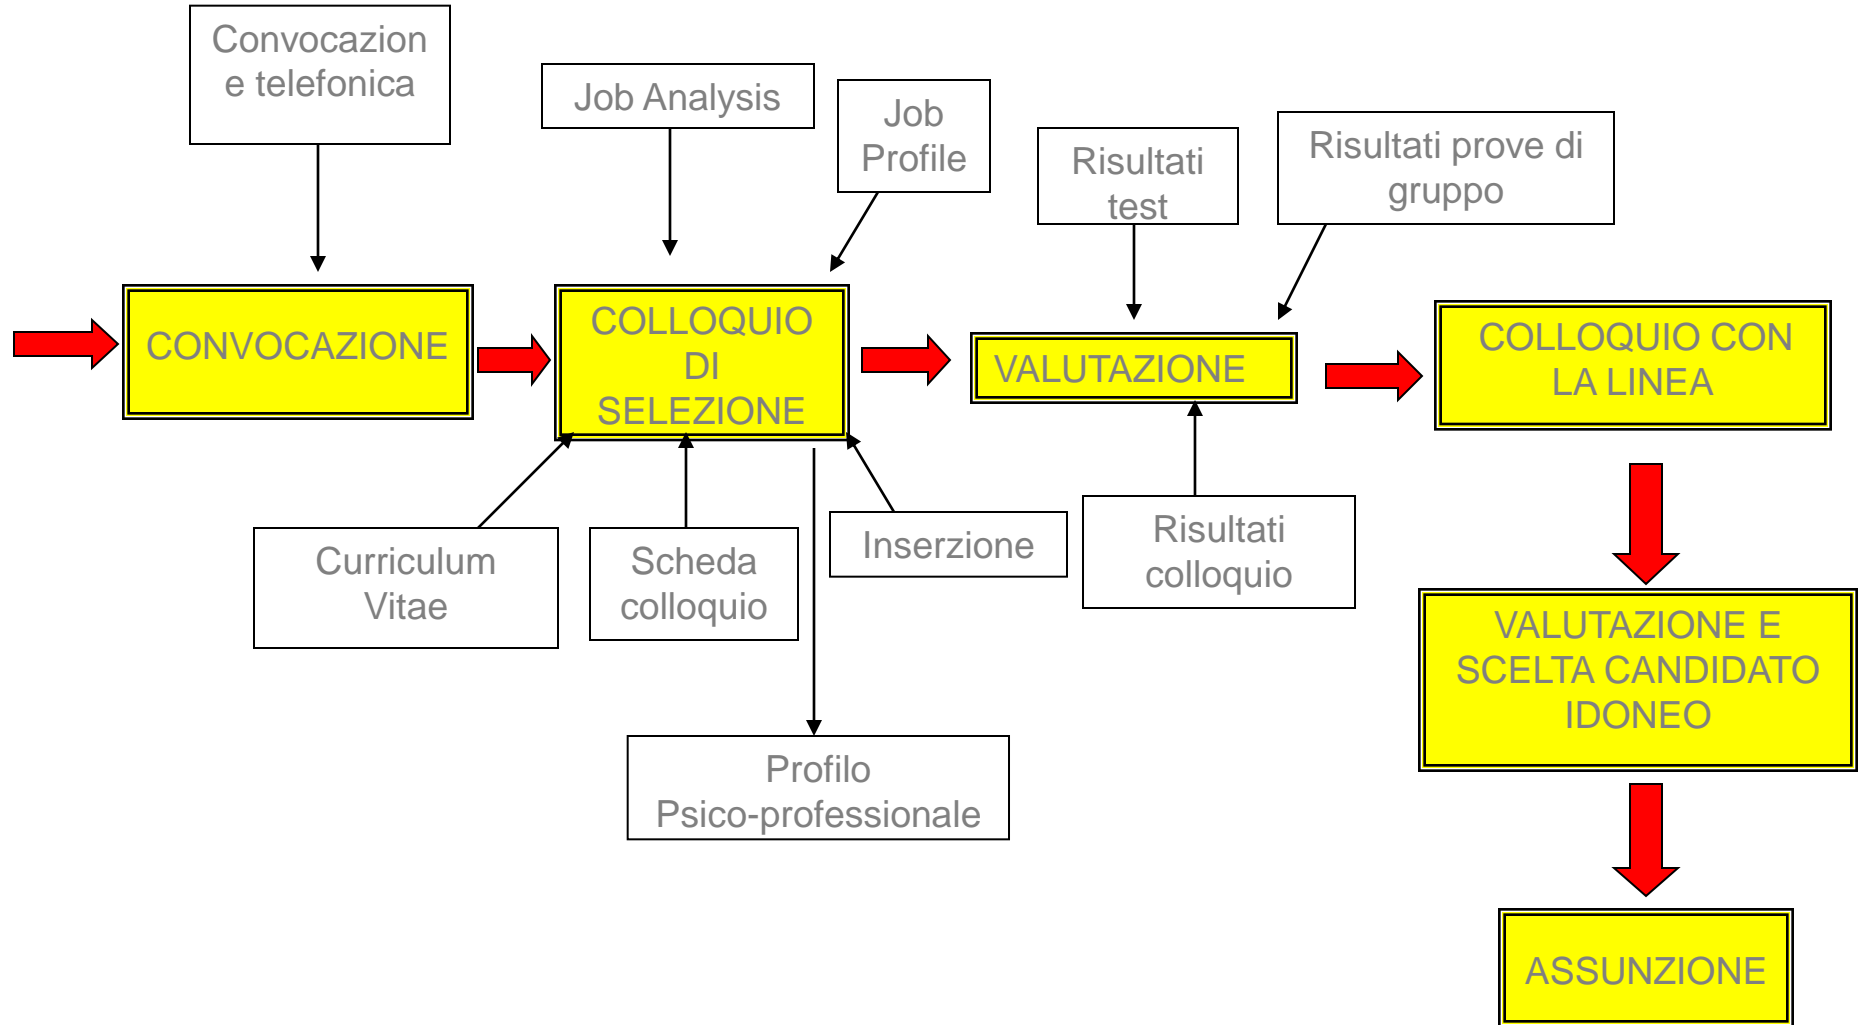 Convocazion
e telefonica
Job Analysis
Job
Profile
Risultati
test
Risultati prove di
gruppo
CONVOCAZIONE
COLLOQUIO
DI
SELEZIONE
VALUTAZIONE
COLLOQUIO CON
LA LINEA
Curriculum
Vitae
Scheda
colloquio
Inserzione
Risultati
colloquio
VALUTAZIONE E
SCELTA CANDIDATO
IDONEO
Profilo
Psico-professionale
ASSUNZIONE